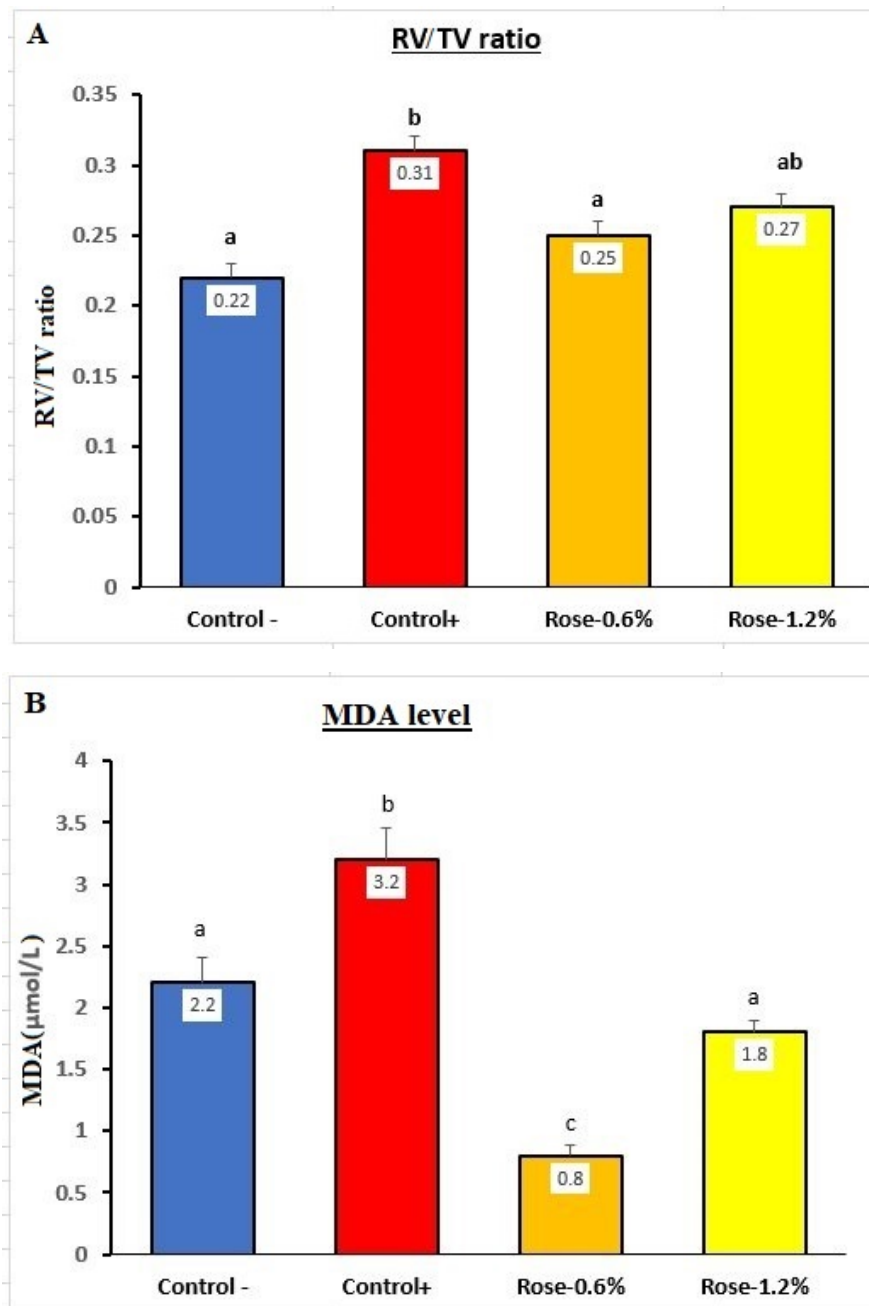 A
RV/TV ratio
RV/TV ratio
0.35
0.3
0.25
0.2
0.15
0.1
0.05
0
a
b
a
ab
0.22
0.31
0.25
0.27
Control -
Control+
Rose-0.6%
Rose-1.2%
B
MDA level
MDA(µmol/L)
4
3.5
3
2.5
2
1.5
1
0.5
0
a
b
c
a
2.2
3.2
0.8
1.8
Control -
Control+
Rose-0.6%
Rose-1.2%